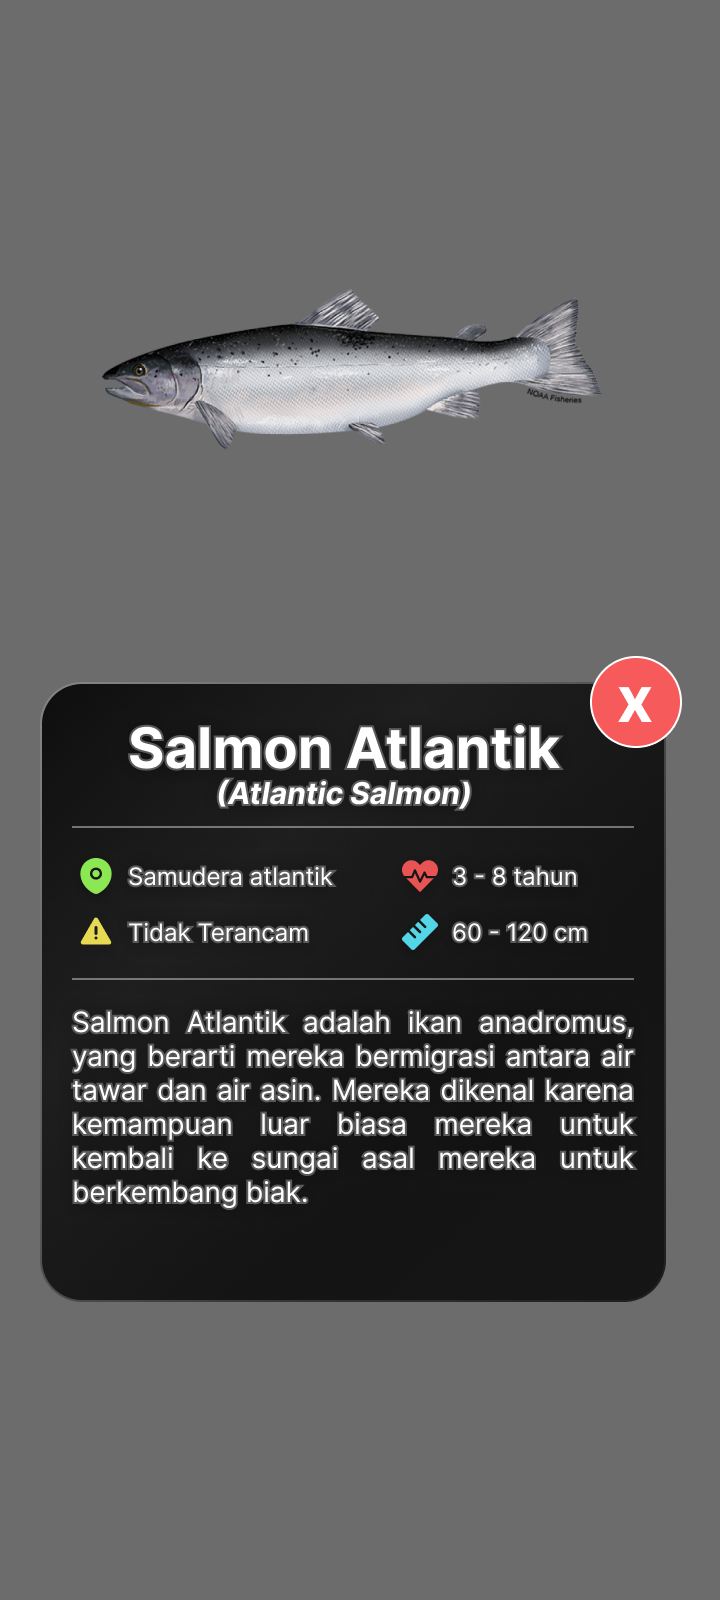 NOAA Fisheries
X
Salmon Atlantik
(Atlantic Salmon)
Samudera atlantik
3 - 8 tahun
Tidak Terancam
60 - 120 cm
Salmon Atlantik adalah ikan anadromus,
yang berarti mereka bermigrasi antara air
tawar dan air asin. Mereka dikenal karena
kemampuan luar biasa mereka untuk
kembali ke sungai asal mereka untuk
berkembang biak.